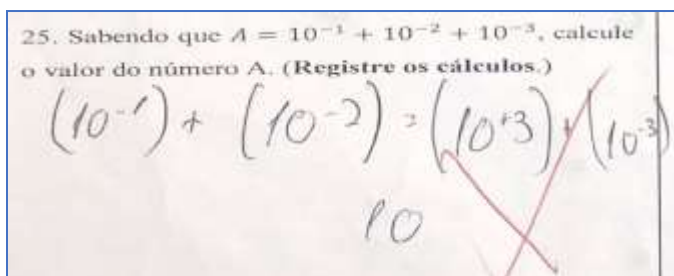 25. Sabendo que A = 10⁻¹ + 10⁻² + 10⁻³, calcule
o valor do número A. (Registre os cálculos.)
(10⁻¹) + (10⁻²) = (10⁺³) + (10⁻³)
10